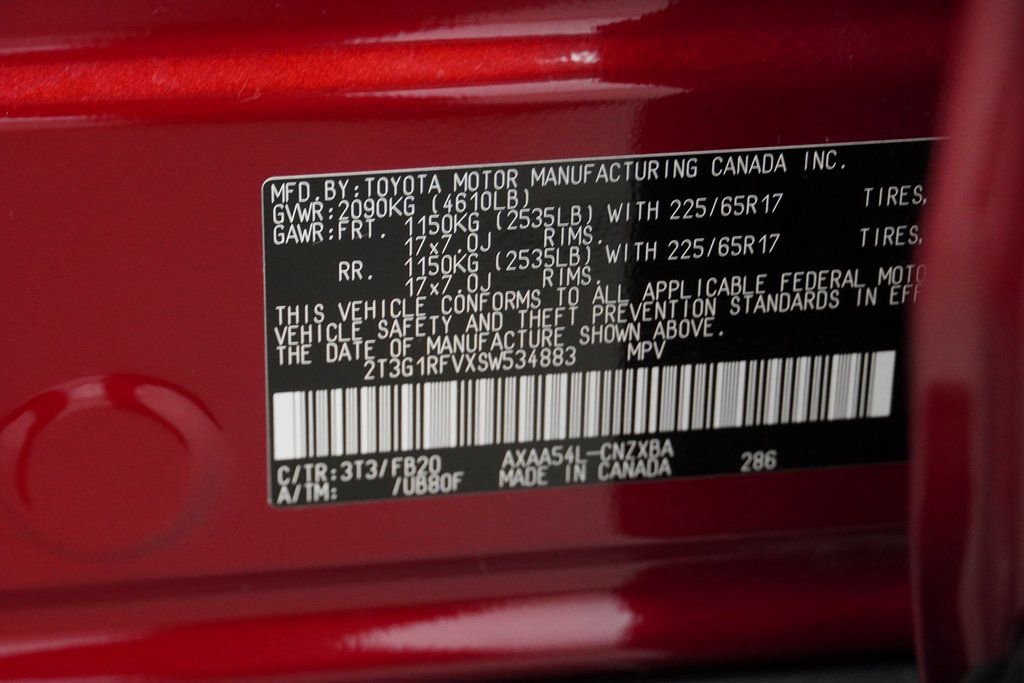 MFD.BY:TOYOTA MOTOR MANUFACTURING CANADA INC.
GVWR:2090KG (4610LB)
GAWR:FRT. 1150KG (2535LB) WITH 225/65R17 TIRES,
17x7.0J RIMS.
RR. 1150KG (2535LB) WITH 225/65R17 TIRES,
17x7.0J RIMS.
THIS VEHICLE CONFORMS TO ALL APPLICABLE FEDERAL MOTO
VEHICLE SAFETY AND THEFT PREVENTION STANDARDS IN EFF
THE DATE OF MANUFACTURE SHOWN ABOVE.
2T3G1RFVXSW534883 MPV
C/TR:3T3/FB20 AXAA54L-CNZXBA 286
A/TM: /UB80F MADE IN CANADA